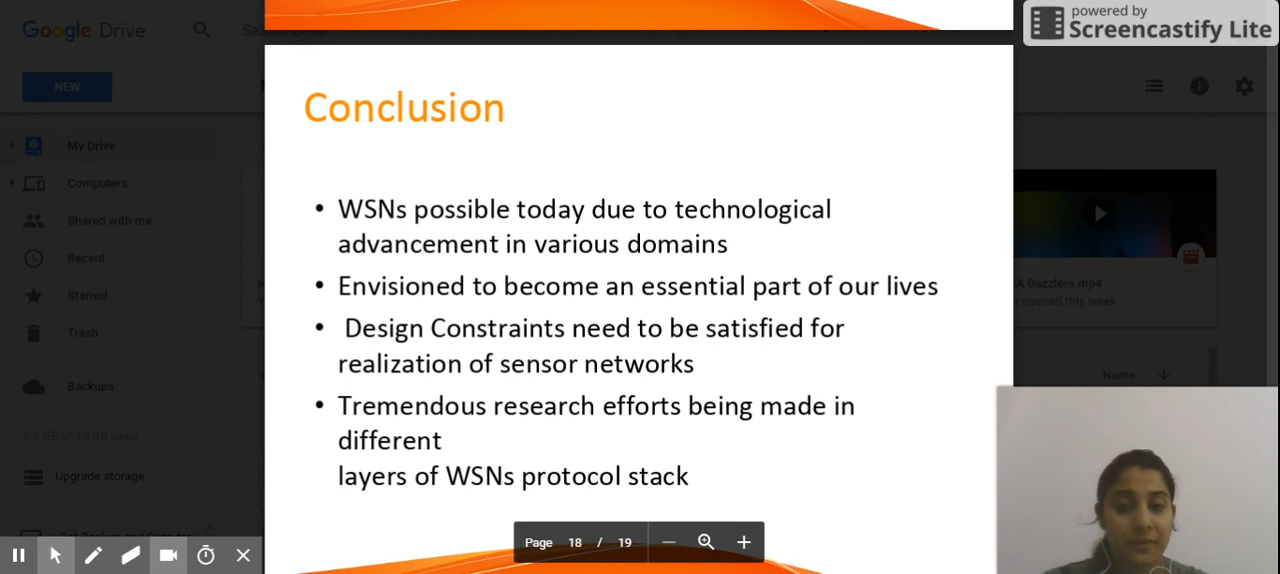 powered by
Screencastify Lite
Google Drive
Search Drive
NEW
Conclusion
My Drive
Computers
Shared with me
Recent
Starred
Trash
Backups
Upgrade storage
• WSNs possible today due to technological
advancement in various domains
• Envisioned to become an essential part of our lives
• Design Constraints need to be satisfied for
realization of sensor networks
• Tremendous research efforts being made in
different
layers of WSNs protocol stack
Dazzlers.mp4
opened this week
Name
Page 18 / 19